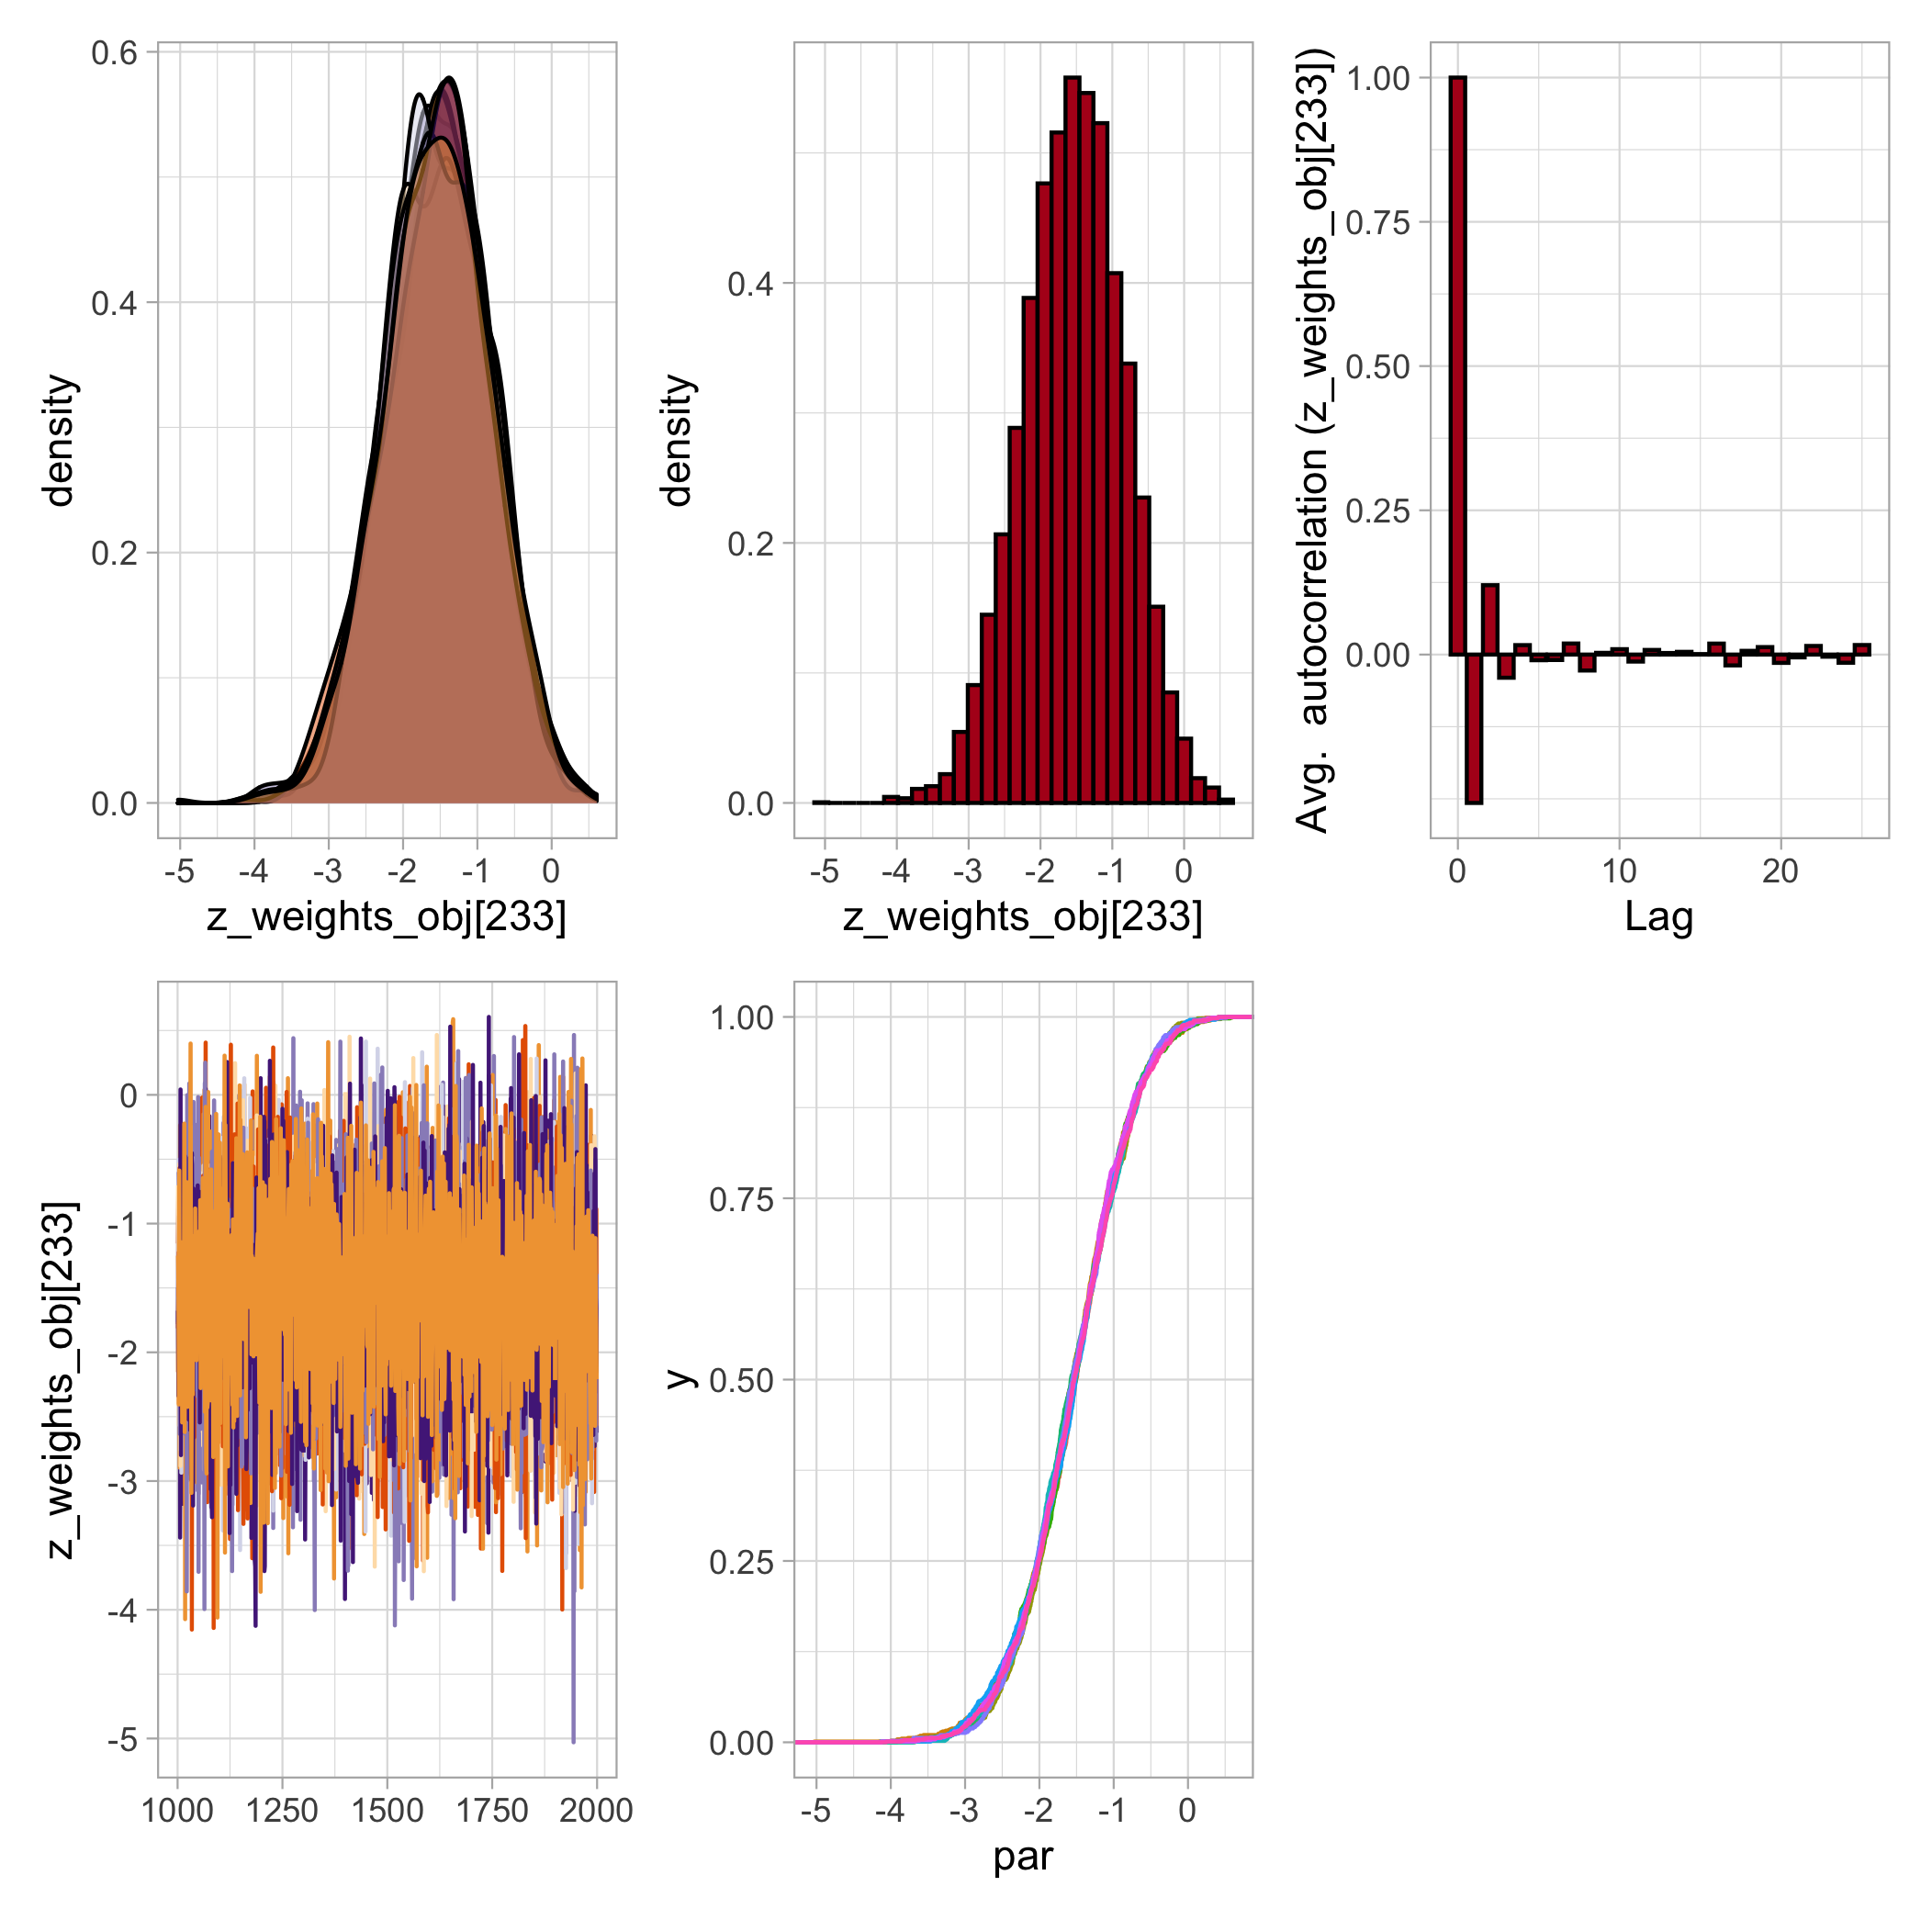 0.6
0.4
0.2
0.0
density
-5 -4 -3 -2 -1 0
z_weights_obj[233]
0.4
0.2
0.0
density
-5 -4 -3 -2 -1 0
z_weights_obj[233]
1.00
0.75
0.50
0.25
0.00
Avg. autocorrelation (z_weights_obj[233])
0 10 20
Lag
0
-1
-2
-3
-4
-5
z_weights_obj[233]
1000 1250 1500 1750 2000
1.00
0.75
0.50
0.25
0.00
y
-5 -4 -3 -2 -1 0
par